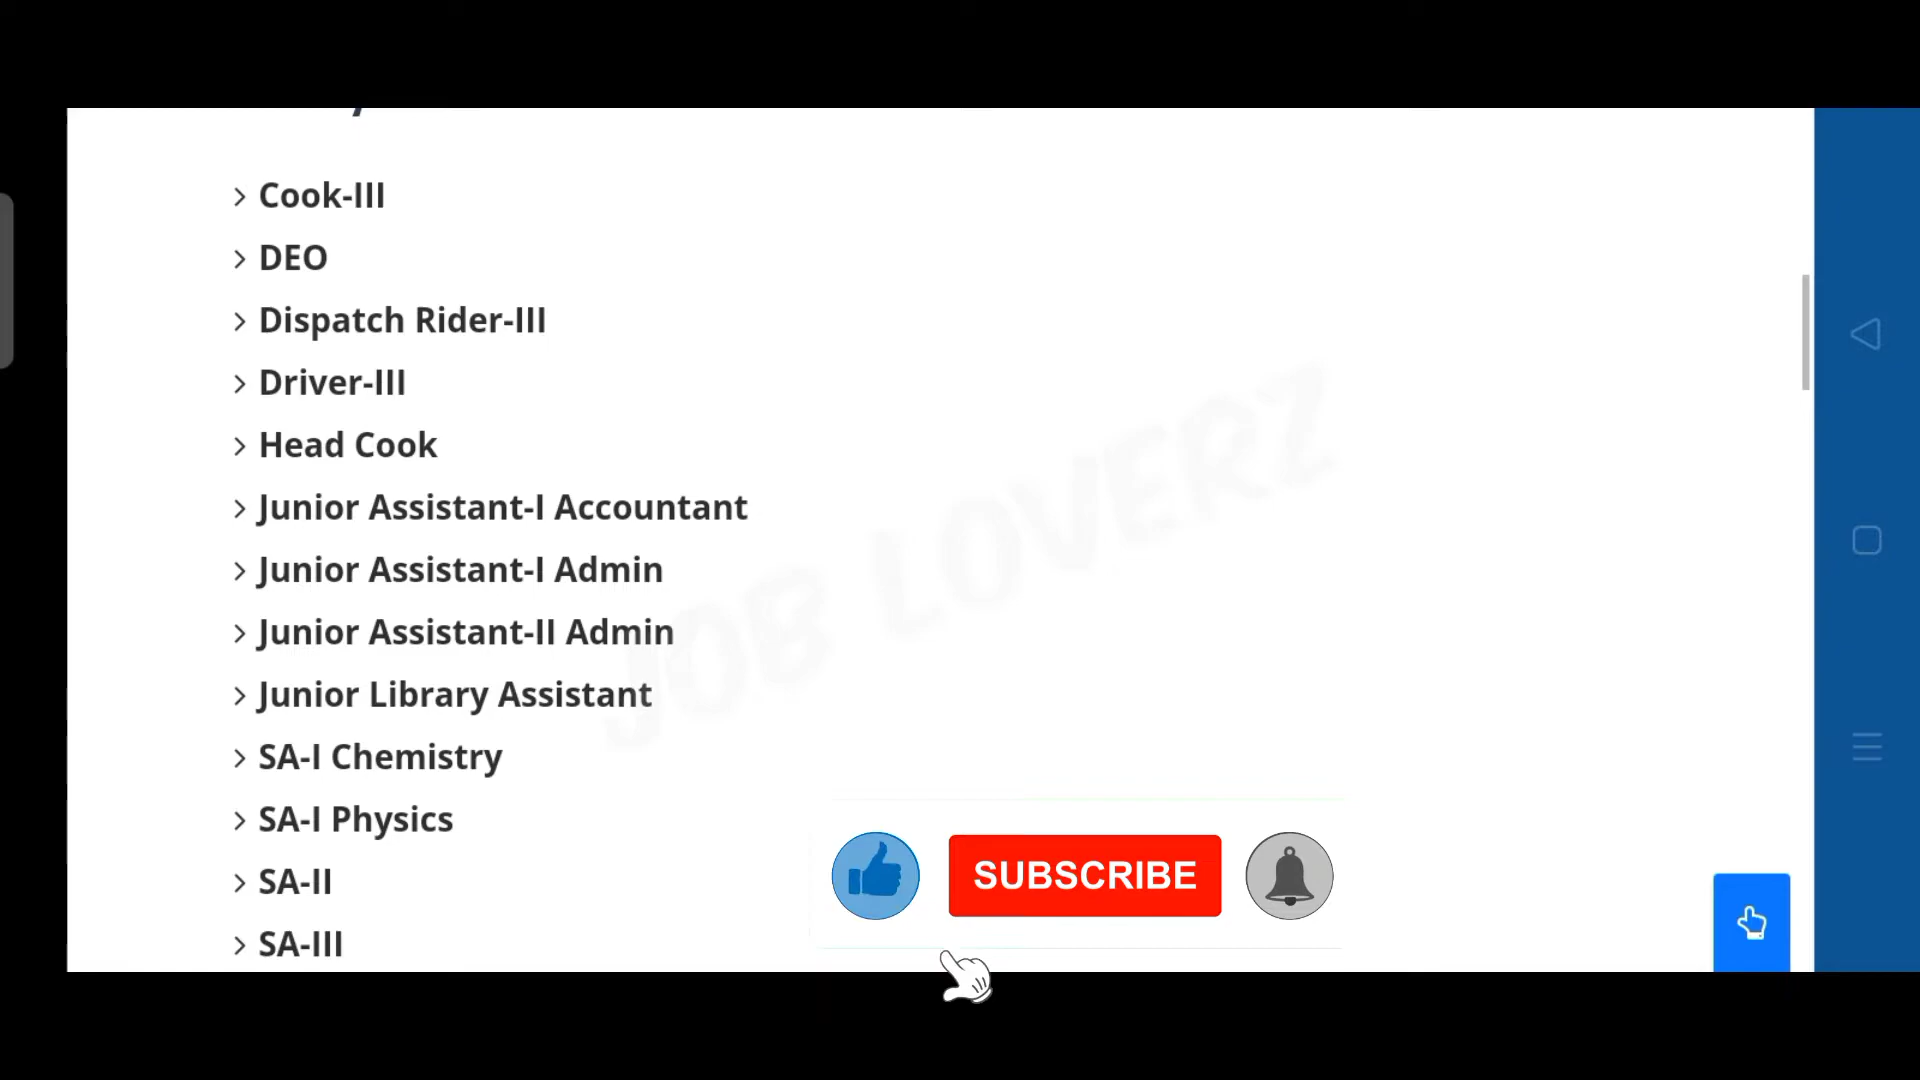 Cook-III
DEO
Dispatch Rider-III
Driver-III
Head Cook
Junior Assistant-I Accountant
Junior Assistant-I Admin
Junior Assistant-II Admin
Junior Library Assistant
SA-I Chemistry
SA-I Physics
SA-II
SA-III
JOB LOVERZ
SUBSCRIBE